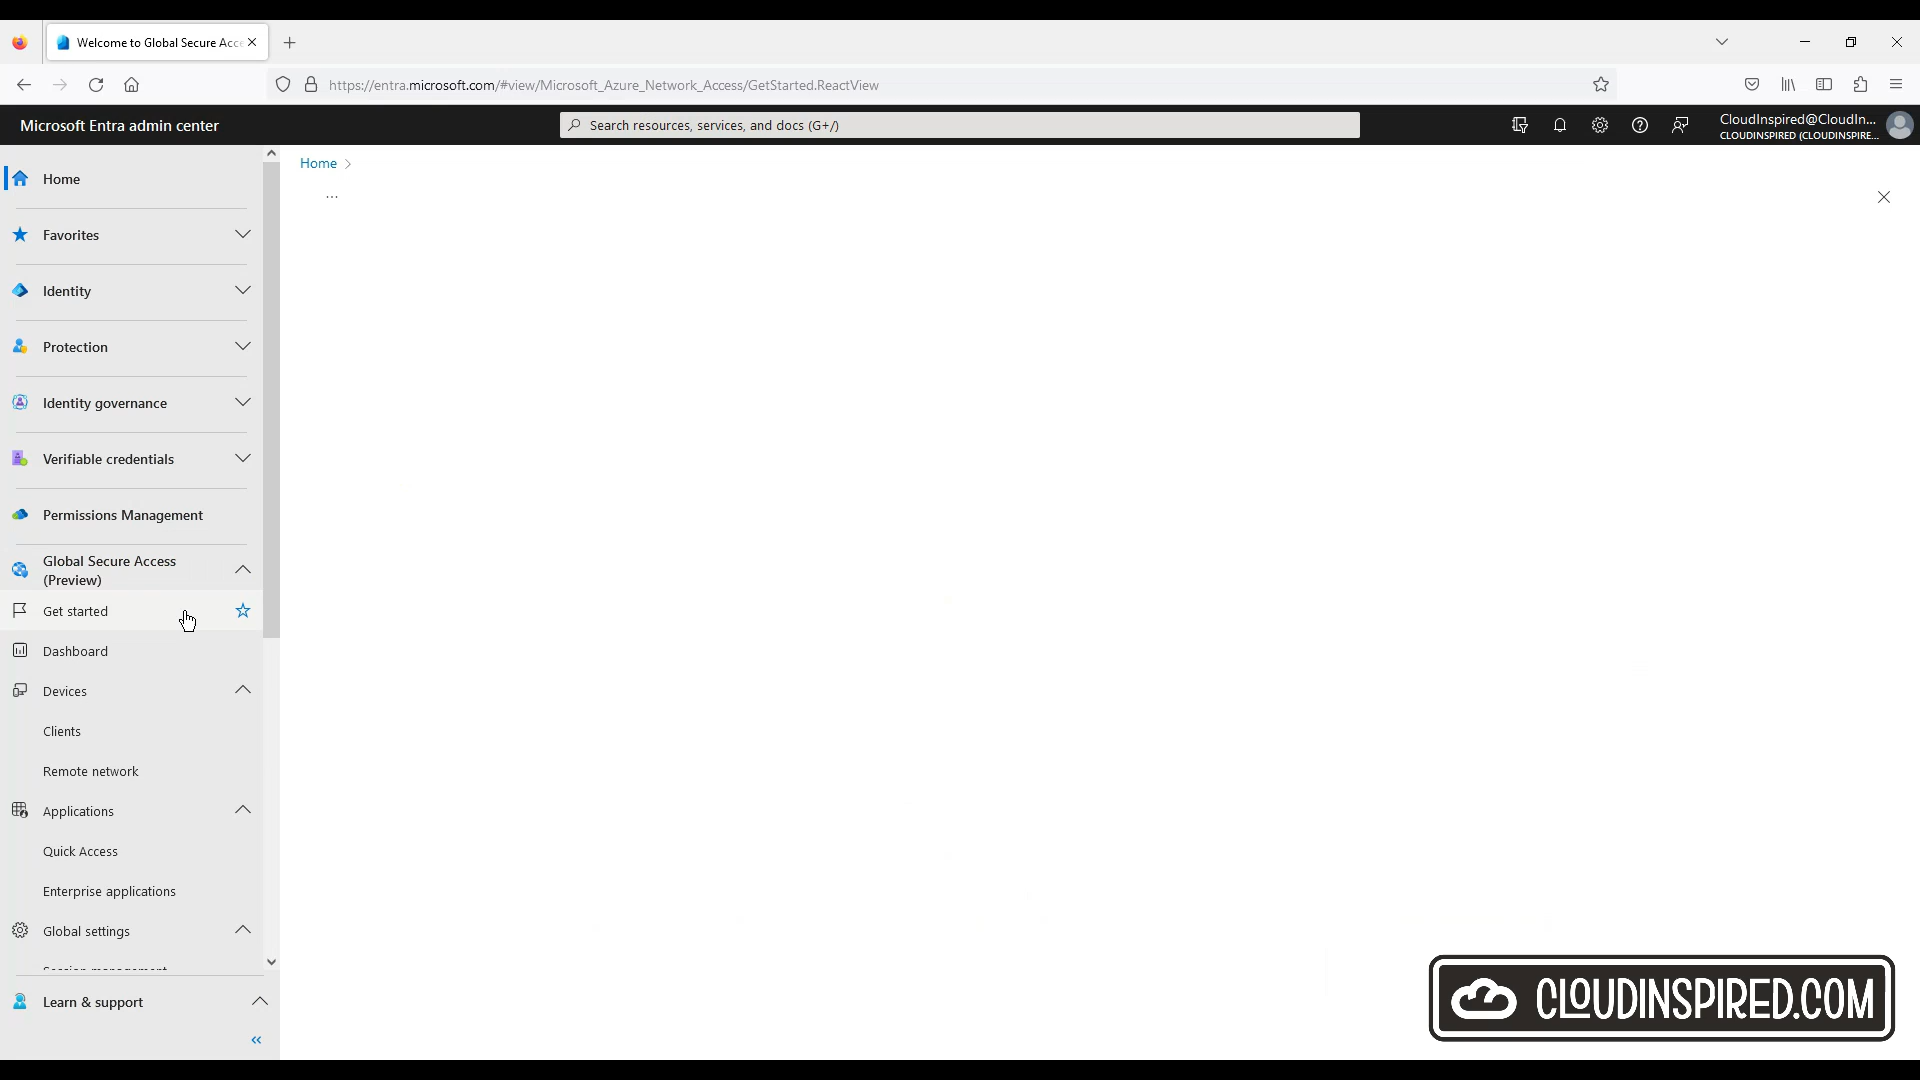 Welcome to Global Secure Acce
https://entra.microsoft.com/#view/Microsoft_Azure_Network_Access/GetStarted.ReactView
Microsoft Entra admin center
Search resources, services, and docs (G+/)
CloudInspired@CloudIn...
CLOUDINSPIRED (CLOUDINSPIRE...
Home
Home
...
Favorites
Identity
Protection
Identity governance
Verifiable credentials
Permissions Management
Global Secure Access
(Preview)
Get started
Dashboard
Devices
Clients
Remote network
Applications
Quick Access
Enterprise applications
Global settings
Session management
Learn & support
CLOUDINSPIRED.COM